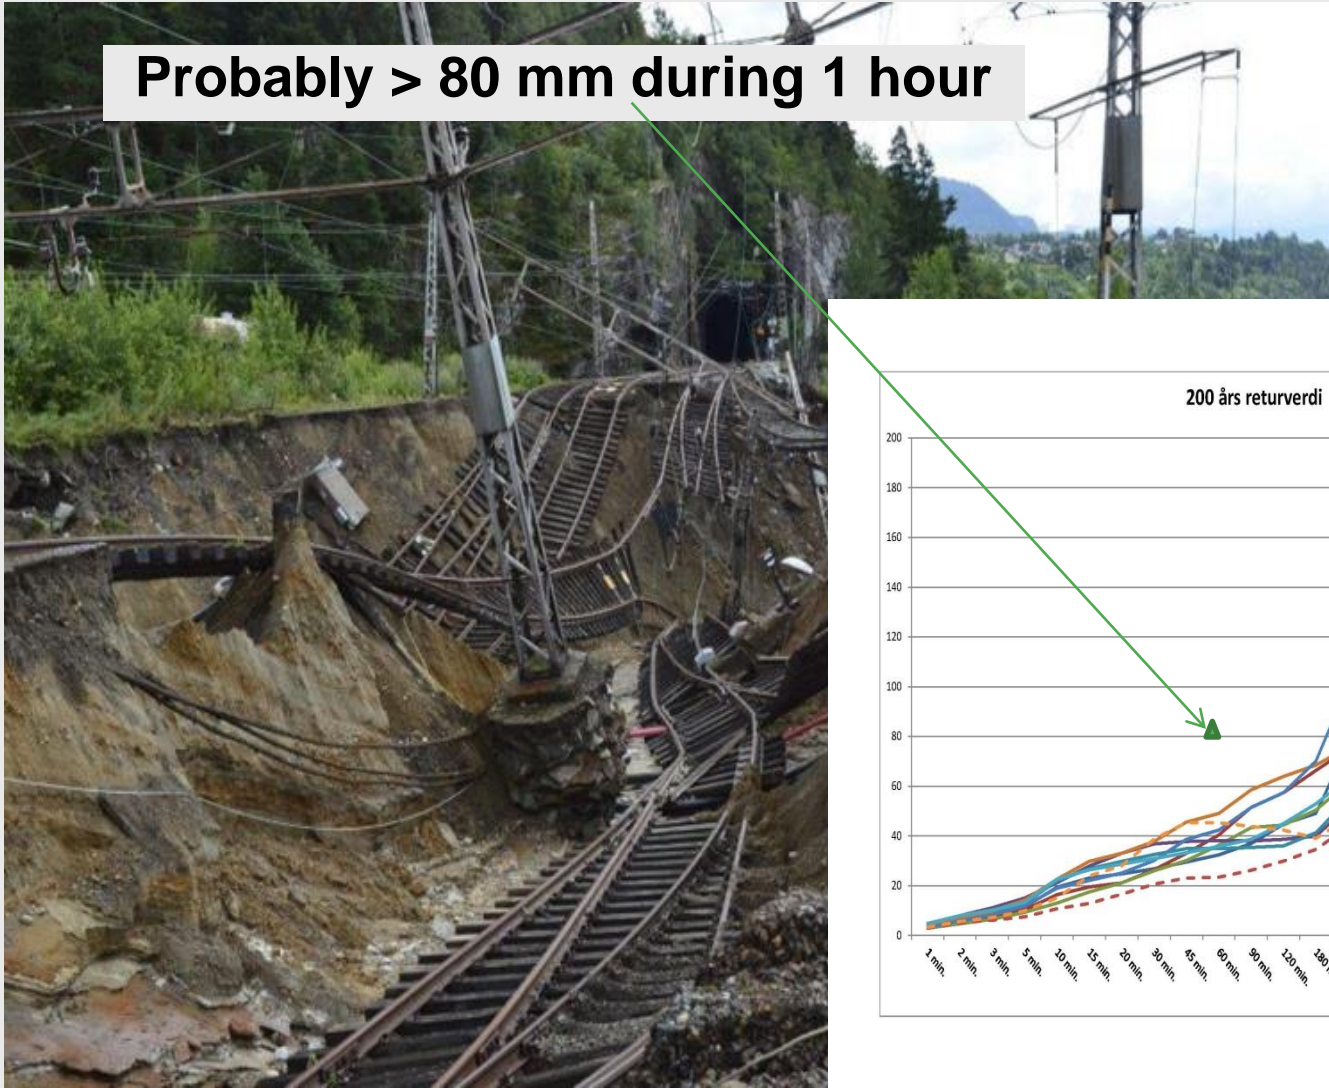 Probably > 80 mm during 1 hour
200 års returverdi
200
180
160
140
120
100
80
60
40
20
0
1 min.
2 min.
3 min.
5 min.
10 min.
15 min.
20 min.
30 min.
45 min.
60 min.
90 min.
120 min.
180